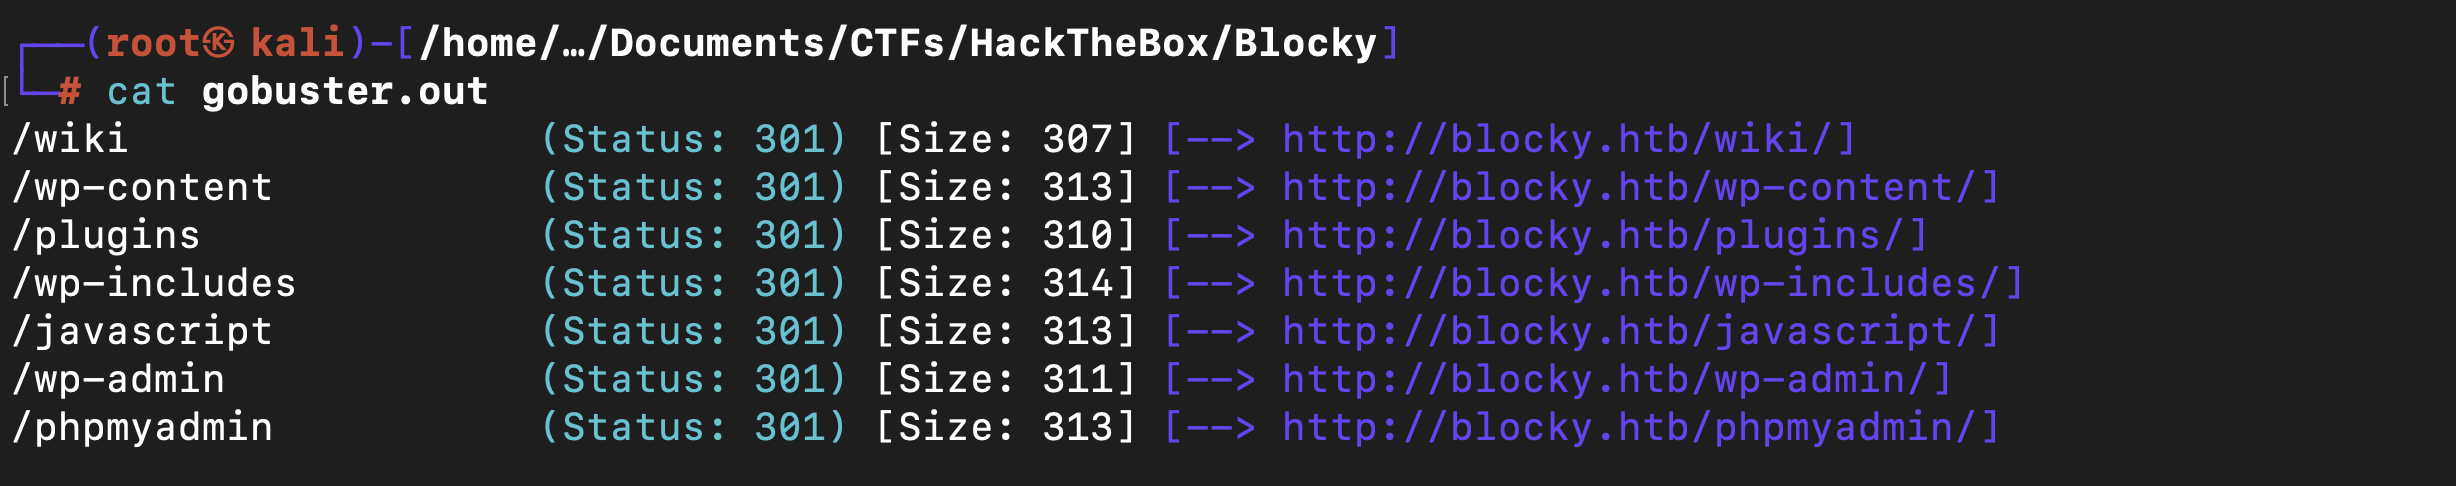 ┌──(root㉿kali)-[/home/…/Documents/CTFs/HackTheBox/Blocky]
└─# cat gobuster.out
/wiki                 (Status: 301) [Size: 307] [--> http://blocky.htb/wiki/]
/wp-content           (Status: 301) [Size: 313] [--> http://blocky.htb/wp-content/]
/plugins              (Status: 301) [Size: 310] [--> http://blocky.htb/plugins/]
/wp-includes          (Status: 301) [Size: 314] [--> http://blocky.htb/wp-includes/]
/javascript           (Status: 301) [Size: 313] [--> http://blocky.htb/javascript/]
/wp-admin             (Status: 301) [Size: 311] [--> http://blocky.htb/wp-admin/]
/phpmyadmin           (Status: 301) [Size: 313] [--> http://blocky.htb/phpmyadmin/]